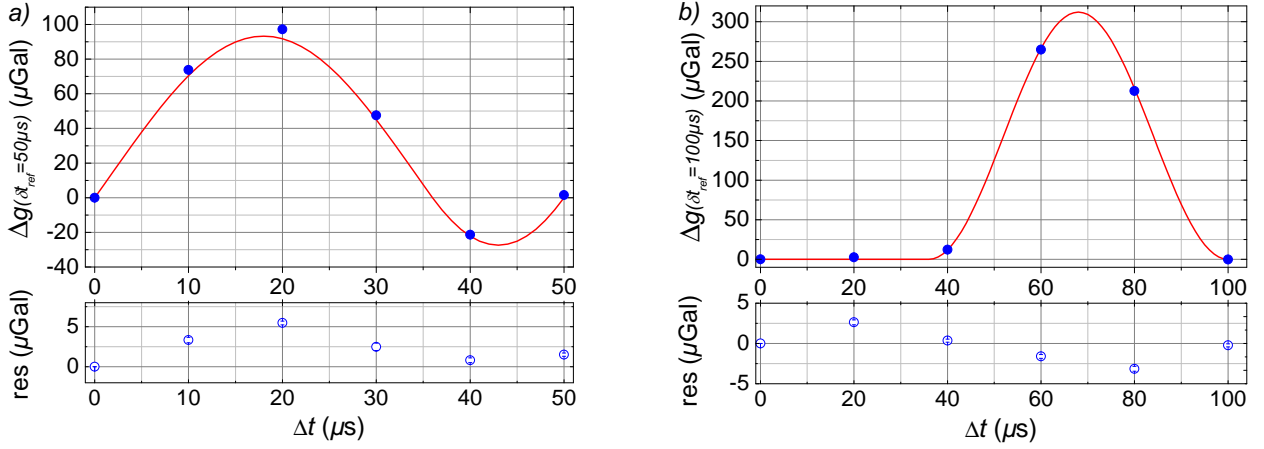 a)
100
80
60
40
20
0
-20
-40
Δg(δt_ref=50µs) (µGal)
0 10 20 30 40 50
5
0
res (µGal)
0 10 20 30 40 50
Δt (µs)
b)
300
250
200
150
100
50
0
Δg(δt_ref=100µs) (µGal)
0 20 40 60 80 100
5
0
-5
res (µGal)
0 20 40 60 80 100
Δt (µs)